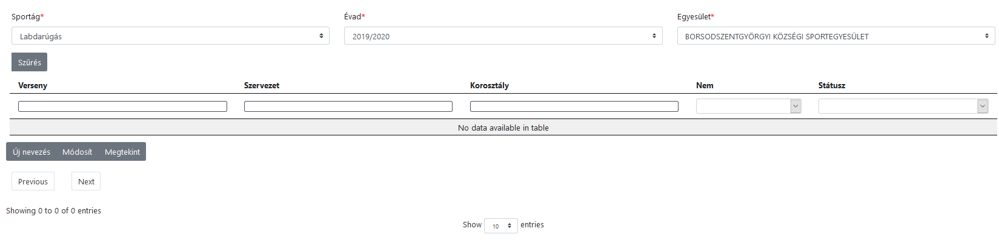 Sportág* Évad* Egyesület*
Labdarúgás 2019/2020 BORSODSZENTGYÖRGYI KÖZSÉGI SPORTEGYESÜLET
Szűrés
Verseny Szervezet Korosztály Nem Státusz
No data available in table
Új nevezés Módosít Megtekint
Previous Next
Showing 0 to 0 of 0 entries
Show 10 entries